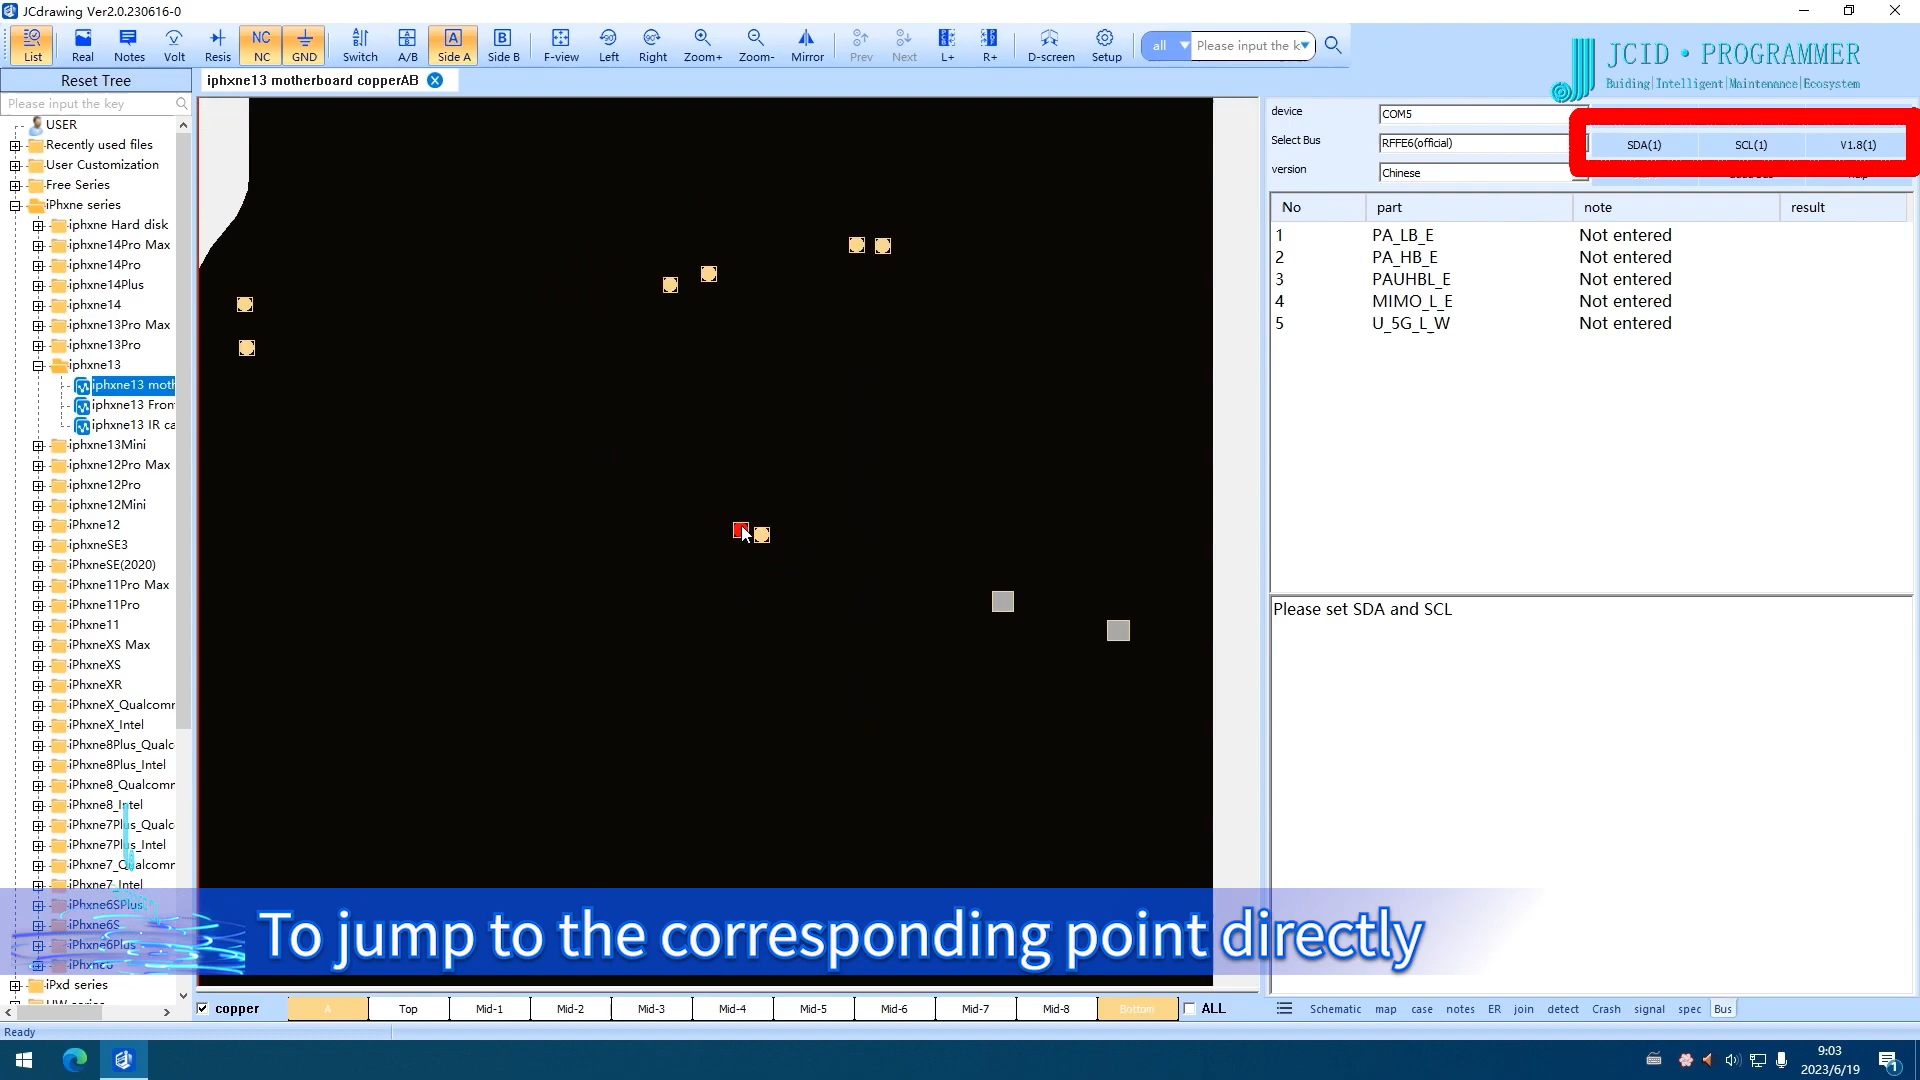 JCdrawing Ver2.0.230616-0
List
Real
Notes
Volt
Resis
NC
NC
GND
Switch
A/B
A
Side A
B
Side B
F-view
Left
Right
Zoom+
Zoom-
Mirror
Prev
Next
L+
R+
D-screen
Setup
all
Please input the k
JCID · PROGRAMMER
Buiding|Intelligent|Maintenance|Ecosystem
Reset Tree
iphxne13 motherboard copperAB
Please input the key
USER
Recently used files
User Customization
Free Series
iPhxne series
iphxne Hard disk
iphxne14Pro Max
iphxne14Pro
iphxne14Plus
iphxne14
iphxne13Pro Max
iphxne13Pro
iphxne13
iphxne13 moth
iphxne13 Fron
iphxne13 IR ca
iphxne13Mini
iphxne12Pro Max
iphxne12Pro
iphxne12Mini
iPhxne12
iphxneSE3
iPhxneSE(2020)
iPhxne11Pro Max
iPhxne11Pro
iPhxne11
iPhxneXS Max
iPhxneXS
iPhxneXR
iPhxneX_Qualcomm
iPhxneX_Intel
iPhxne8Plus_Qualc
iPhxne8Plus_Intel
iPhxne8_Qualcomm
iPhxne8_Intel
iPhxne7Plus_Qualc
iPhxne7Plus_Intel
iPhxne7_Qualcomm
iPhxne7_Intel
iPhxne6SPlus
iPhxne6S
iPhxne6Plus
iPxd series
device
COM5
Select Bus
RFFE6(official)
version
Chinese
SDA(1)
SCL(1)
V1.8(1)
No part note result
1 PA_LB_E Not entered
2 PA_HB_E Not entered
3 PAUHBL_E Not entered
4 MIMO_L_E Not entered
5 U_5G_L_W Not entered
Please set SDA and SCL
To jump to the corresponding point directly
copper
A
Top
Mid-1
Mid-2
Mid-3
Mid-4
Mid-5
Mid-6
Mid-7
Mid-8
Bottom
ALL
Schematic map case notes ER join detect Crash signal spec Bus
Ready
9:03
2023/6/19
1